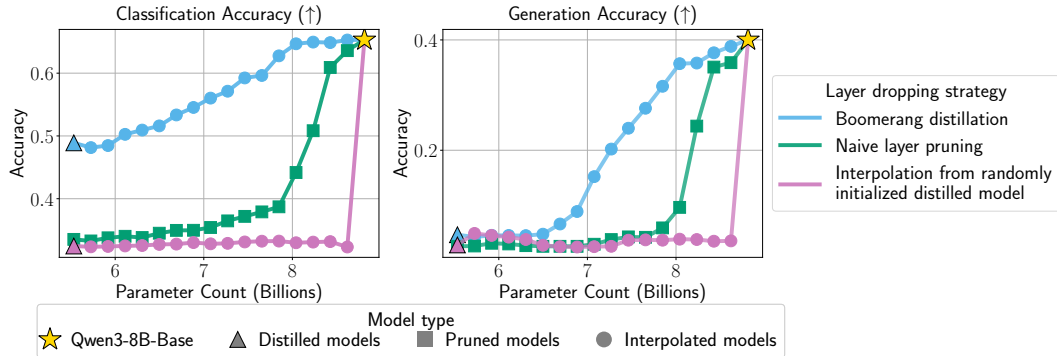 Classification Accuracy (↑)
Accuracy
0.6
0.5
0.4
6
7
8
Parameter Count (Billions)
Generation Accuracy (↑)
Accuracy
0.4
0.2
6
7
8
Parameter Count (Billions)
Layer dropping strategy
Boomerang distillation
Naive layer pruning
Interpolation from randomly
initialized distilled model
Model type
Qwen3-8B-Base
Distilled models
Pruned models
Interpolated models